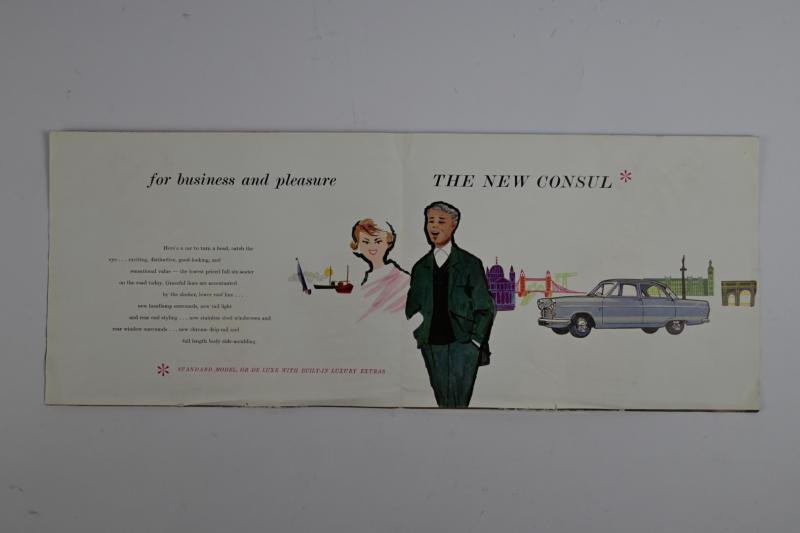 for business and pleasure
THE NEW CONSUL *
Here's a car to turn a head, catch the
eye . . . exciting, distinctive, good-looking, and
sensational value — the lowest priced full six-seater
on the road today. Graceful lines are accentuated
by the sleeker, lower roof line . . .
new headlamp surrounds, new tail light
and rear end styling . . . new stainless steel windscreen and
rear window surrounds . . . new chrome drip-rail and
full length body side-moulding.
* STANDARD MODEL, OR DE LUXE WITH BUILT-IN LUXURY EXTRAS